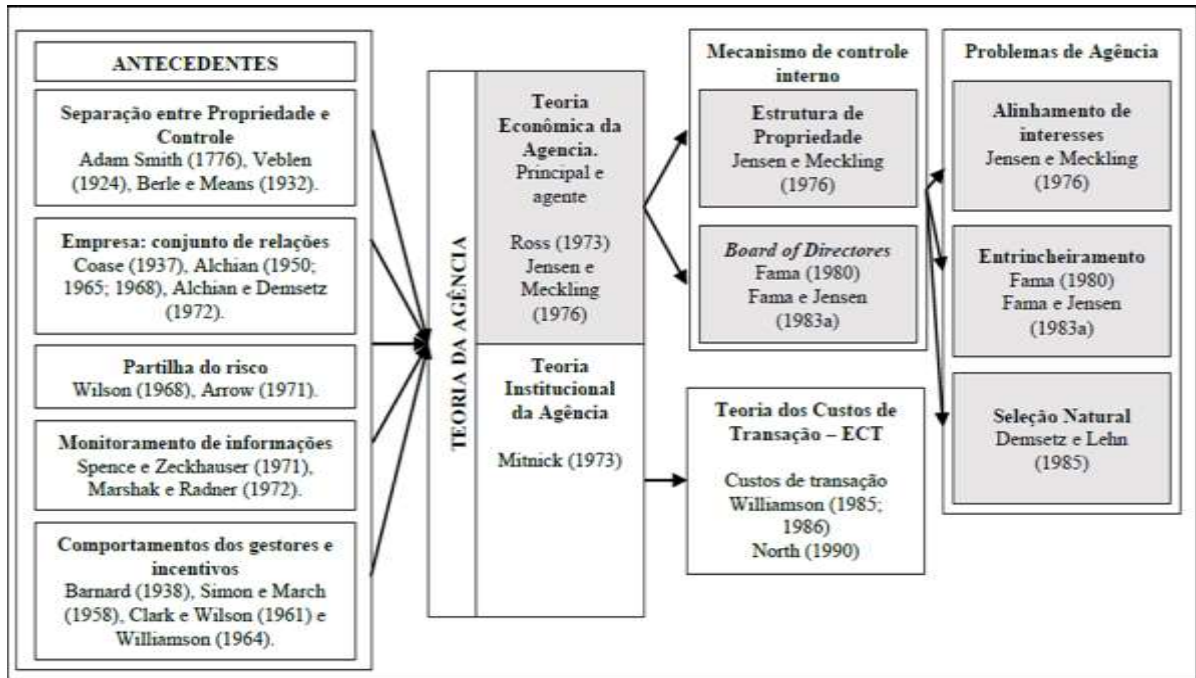 ANTECEDENTES
Separação entre Propriedade e
Controle
Adam Smith (1776), Veblen
(1924), Berle e Means (1932).
Empresa: conjunto de relações
Coase (1937), Alchian (1950;
1965; 1968), Alchian e Demsetz
(1972).
Partilha do risco
Wilson (1968), Arrow (1971).
Monitoramento de informações
Spence e Zeckhauser (1971),
Marshak e Radner (1972).
Comportamentos dos gestores e
incentivos
Barnard (1938), Simon e March
(1958), Clark e Wilson (1961) e
Williamson (1964).
TEORIA DA AGÊNCIA
Teoria
Econômica da
Agencia.
Principal e
agente
Ross (1973)
Jensen e
Meckling
(1976)
Teoria
Institucional
da Agência
Mitnick (1973)
Mecanismo de controle
interno
Estrutura de
Propriedade
Jensen e Meckling
(1976)
Board of Directores
Fama (1980)
Fama e Jensen
(1983a)
Teoria dos Custos de
Transação – ECT
Custos de transação
Williamson (1985;
1986)
North (1990)
Problemas de Agência
Alinhamento de
interesses
Jensen e Meckling
(1976)
Entrincheiramento
Fama (1980)
Fama e Jensen
(1983a)
Seleção Natural
Demsetz e Lehn
(1985)